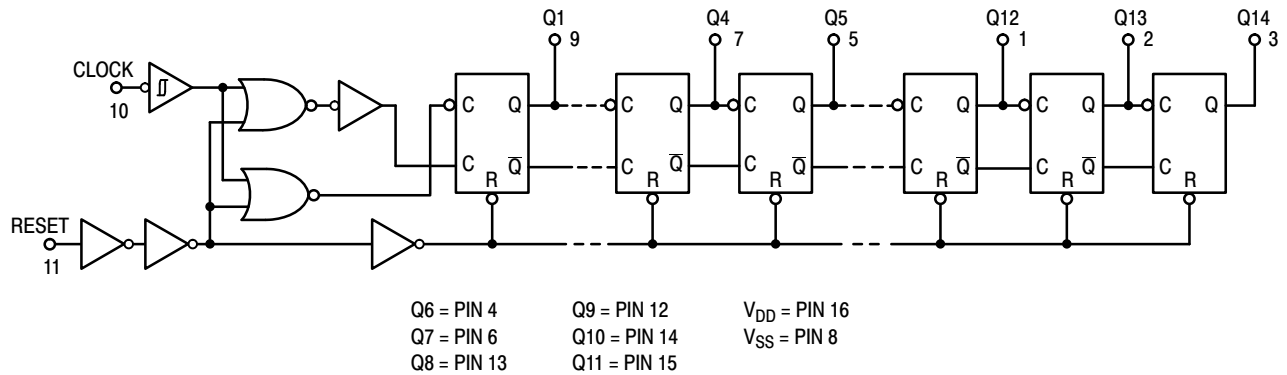 Q1 Q4 Q5 Q12 Q13 Q14
9 7 5 1 2 3
CLOCK
10
C Q C Q C Q C Q C Q C Q
C Q̅ C Q̅ C Q̅ C Q̅ C Q̅ C
R R R R R R
RESET
11
Q6 = PIN 4 Q9 = PIN 12 V_DD = PIN 16
Q7 = PIN 6 Q10 = PIN 14 V_SS = PIN 8
Q8 = PIN 13 Q11 = PIN 15